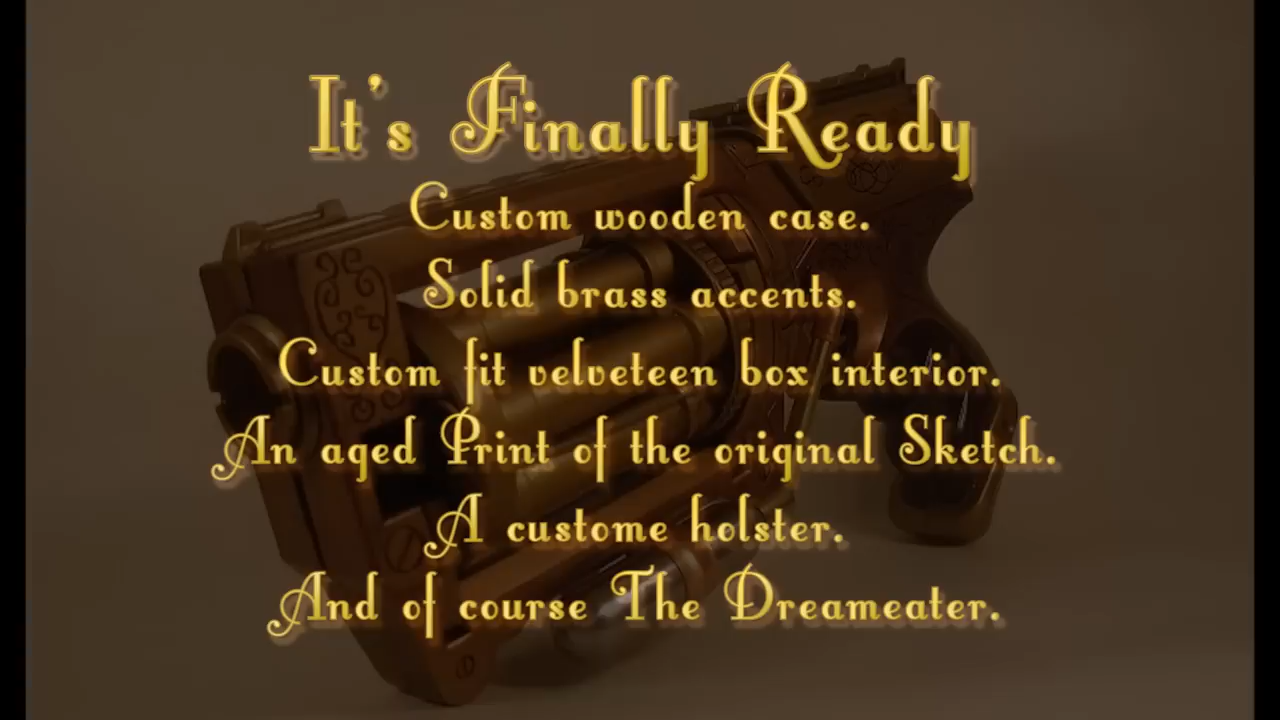 It's Finally Ready
Custom wooden case.
Solid brass accents.
Custom fit velveteen box interior.
An aged Print of the original Sketch.
A custome holster.
And of course The Dreameater.